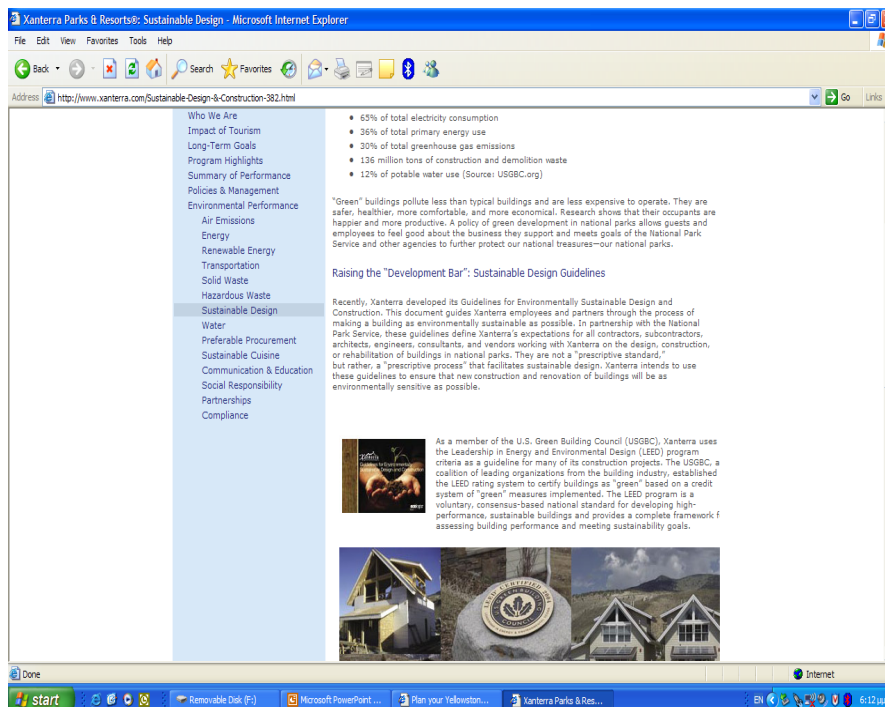 Xanterra Parks & Resorts®: Sustainable Design - Microsoft Internet Explorer
File Edit View Favorites Tools Help
Back Search Favorites
Address http://www.xanterra.com/Sustainable-Design-&-Construction-382.html Go Links
Who We Are
Impact of Tourism
Long-Term Goals
Program Highlights
Summary of Performance
Policies & Management
Environmental Performance
Air Emissions
Energy
Renewable Energy
Transportation
Solid Waste
Hazardous Waste
Sustainable Design
Water
Preferable Procurement
Sustainable Cuisine
Communication & Education
Social Responsibility
Partnerships
Compliance
• 65% of total electricity consumption
• 36% of total primary energy use
• 30% of total greenhouse gas emissions
• 136 million tons of construction and demolition waste
• 12% of potable water use (Source: USGBC.org)
"Green" buildings pollute less than typical buildings and are less expensive to operate. They are
safer, healthier, more comfortable, and more economical. Research shows that their occupants are
happier and more productive. A policy of green development in national parks allows guests and
employees to feel good about the business they support and meets goals of the National Park
Service and other agencies to further protect our national treasures—our national parks.
Raising the "Development Bar": Sustainable Design Guidelines
Recently, Xanterra developed its Guidelines for Environmentally Sustainable Design and
Construction. This document guides Xanterra employees and partners through the process of
making a building as environmentally sustainable as possible. In partnership with the National
Park Service, these guidelines define Xanterra's expectations for all contractors, subcontractors,
architects, engineers, consultants, and vendors working with Xanterra on the design, construction,
or rehabilitation of buildings in national parks. They are not a "prescriptive standard,"
but rather, a "prescriptive process" that facilitates sustainable design. Xanterra intends to use
these guidelines to ensure that new construction and renovation of buildings will be as
environmentally sensitive as possible.
Xanterra
Guidelines for Environmentally
Sustainable Design and Construction
As a member of the U.S. Green Building Council (USGBC), Xanterra uses
the Leadership in Energy and Environmental Design (LEED) program
criteria as a guideline for many of its construction projects. The USGBC, a
coalition of leading organizations from the building industry, established
the LEED rating system to certify buildings as "green" based on a credit
system of "green" measures implemented. The LEED program is a
voluntary, consensus-based national standard for developing high-
performance, sustainable buildings and provides a complete framework f
assessing building performance and meeting sustainability goals.
LEED CERTIFIED
GREEN BUILDING
COUNCIL
Done Internet
start Removable Disk (F:) Microsoft PowerPoint ... Plan your Yellowston... Xanterra Parks & Res... EN 6:12 μμ